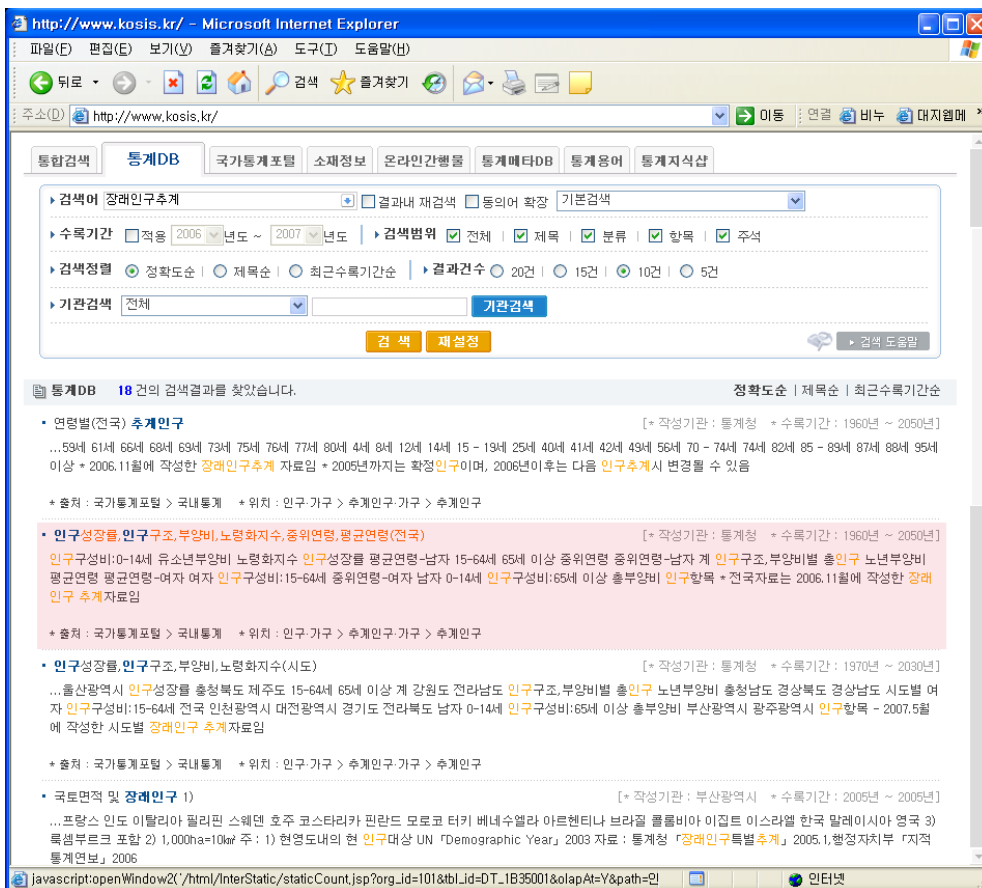 http://www.kosis.kr/ - Microsoft Internet Explorer
파일(F) 편집(E) 보기(V) 즐겨찾기(A) 도구(T) 도움말(H)
뒤로 검색 즐겨찾기
주소(D) http://www.kosis.kr/ 이동 연결 비누 대지웹메 »
통합검색 통계DB 국가통계포털 소재정보 온라인간행물 통계메타DB 통계용어 통계지식샵
검색어 장래인구추계 결과내 재검색 동의어 확장 기본검색
수록기간 적용 2006 년도 ~ 2007 년도 | 검색범위 전체 | 제목 | 분류 | 항목 | 주석
검색정렬 정확도순 | 제목순 | 최근수록기간순 | 결과건수 20건 | 15건 | 10건 | 5건
기관검색 전체 기관검색
검 색 재설정 검색 도움말
통계DB 18 건의 검색결과를 찾았습니다. 정확도순 | 제목순 | 최근수록기간순
연령별(전국) 추계인구 [* 작성기관 : 통계청 * 수록기간 : 1960년 ~ 2050년]
...59세 61세 66세 68세 69세 73세 75세 76세 77세 80세 4세 8세 12세 14세 15 - 19세 25세 40세 41세 42세 49세 56세 70 - 74세 74세 82세 85 - 89세 87세 88세 95세
이상 * 2006.11월에 작성한 장래인구추계 자료임 * 2005년까지는 확정인구이며, 2006년이후는 다음 인구추계시 변경될 수 있음
* 출처 : 국가통계포털 > 국내통계 * 위치 : 인구·가구 > 추계인구·가구 > 추계인구
인구성장률,인구구조,부양비,노령화지수,중위연령,평균연령(전국) [* 작성기관 : 통계청 * 수록기간 : 1960년 ~ 2050년]
인구구성비:0-14세 유소년부양비 노령화지수 인구성장률 평균연령-남자 15-64세 65세 이상 중위연령 중위연령-남자 계 인구구조,부양비별 총인구 노년부양비
평균연령 평균연령-여자 여자 인구구성비:15-64세 중위연령-여자 남자 0-14세 인구구성비:65세 이상 총부양비 인구항목 * 전국자료는 2006.11월에 작성한 장래
인구 추계자료임
* 출처 : 국가통계포털 > 국내통계 * 위치 : 인구·가구 > 추계인구·가구 > 추계인구
인구성장률,인구구조,부양비,노령화지수(시도) [* 작성기관 : 통계청 * 수록기간 : 1970년 ~ 2030년]
...울산광역시 인구성장률 충청북도 제주도 15-64세 65세 이상 계 강원도 전라남도 인구구조,부양비별 총인구 노년부양비 충청남도 경상북도 경상남도 시도별 여
자 인구구성비:15-64세 전국 인천광역시 대전광역시 경기도 전라북도 남자 0-14세 인구구성비:65세 이상 총부양비 부산광역시 광주광역시 인구항목 - 2007.5월
에 작성한 시도별 장래인구 추계자료임
* 출처 : 국가통계포털 > 국내통계 * 위치 : 인구·가구 > 추계인구·가구 > 추계인구
국토면적 및 장래인구 1) [* 작성기관 : 부산광역시 * 수록기간 : 2005년 ~ 2005년]
...프랑스 인도 이탈리아 필리핀 스웨덴 호주 코스타리카 핀란드 모로코 터키 베네수엘라 아르헨티나 브라질 콜롬비아 이집트 이스라엘 한국 말레이시아 영국 3)
룩셈부르크 포함 2) 1,000ha=10㎢ 주 : 1) 현영도내의 현 인구대상 UN 「Demographic Year」 2003 자료 : 통계청 「장래인구특별추계」 2005.1,행정자치부 「지적
통계연보」 2006
javascript:openWindow2('/html/InterStatic/staticCount.jsp?org_id=101&tbl_id=DT_1B35001&olapAt=Y&path=인 인터넷